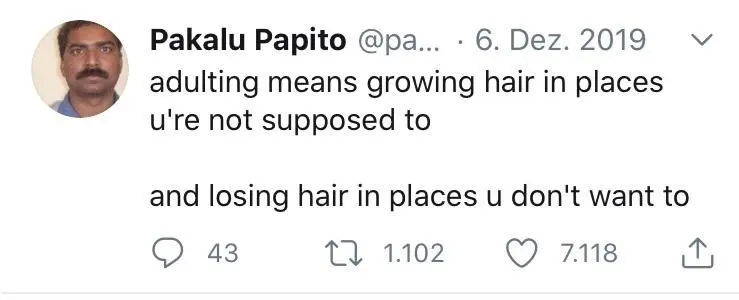 Pakalu Papito @pa... · 6. Dez. 2019
adulting means growing hair in places
u're not supposed to
and losing hair in places u don't want to
43 1.102 7.118